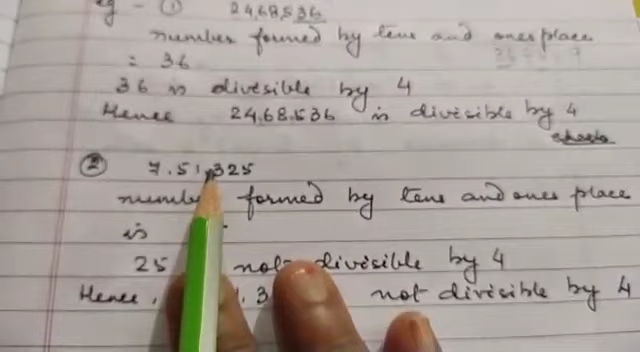 eg - ① 24,68,536
number formed by tens and ones place
= 36
36 is divisible by 4
Hence 24,68,536 is divisible by 4
② 7,51,325
number formed by tens and ones place
is
25 not divisible by 4
Hence, not divisible by 4